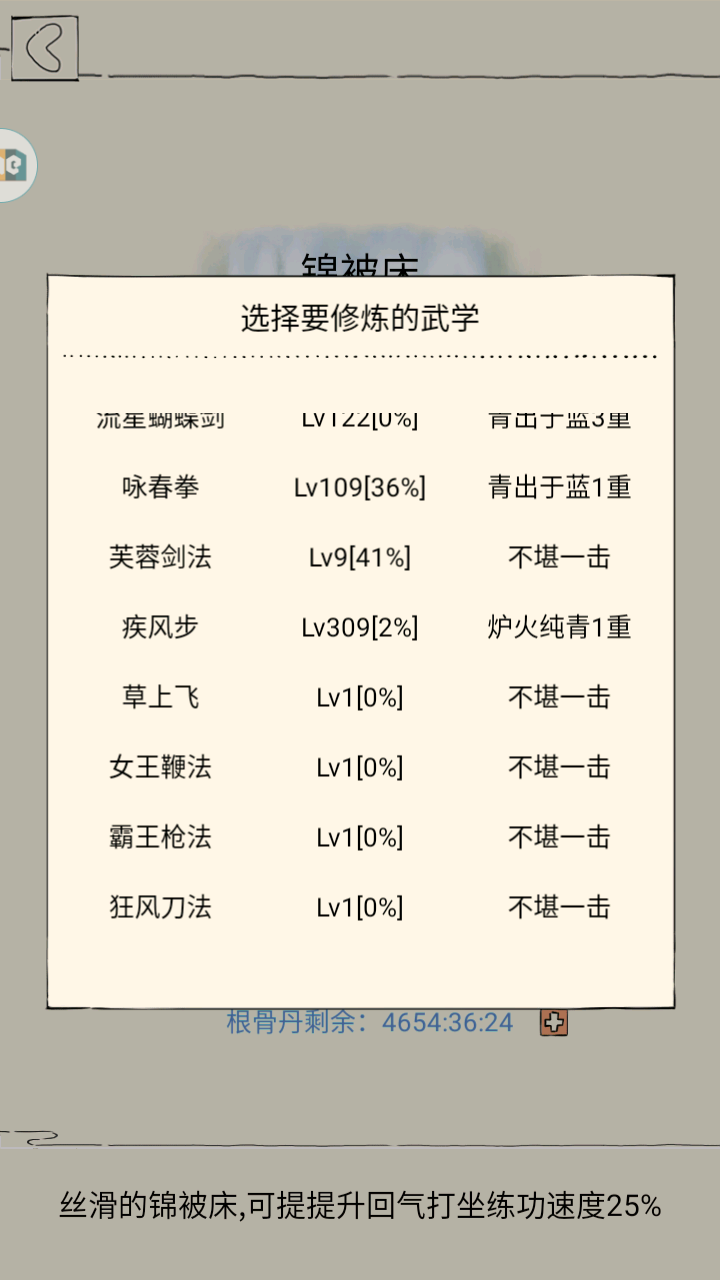 锦被床
选择要修炼的武学
流星蝴蝶剑 Lv122[0%] 青出于蓝3重
咏春拳 Lv109[36%] 青出于蓝1重
芙蓉剑法 Lv9[41%] 不堪一击
疾风步 Lv309[2%] 炉火纯青1重
草上飞 Lv1[0%] 不堪一击
女王鞭法 Lv1[0%] 不堪一击
霸王枪法 Lv1[0%] 不堪一击
狂风刀法 Lv1[0%] 不堪一击
根骨丹剩余：4654:36:24
丝滑的锦被床,可提提升回气打坐练功速度25%